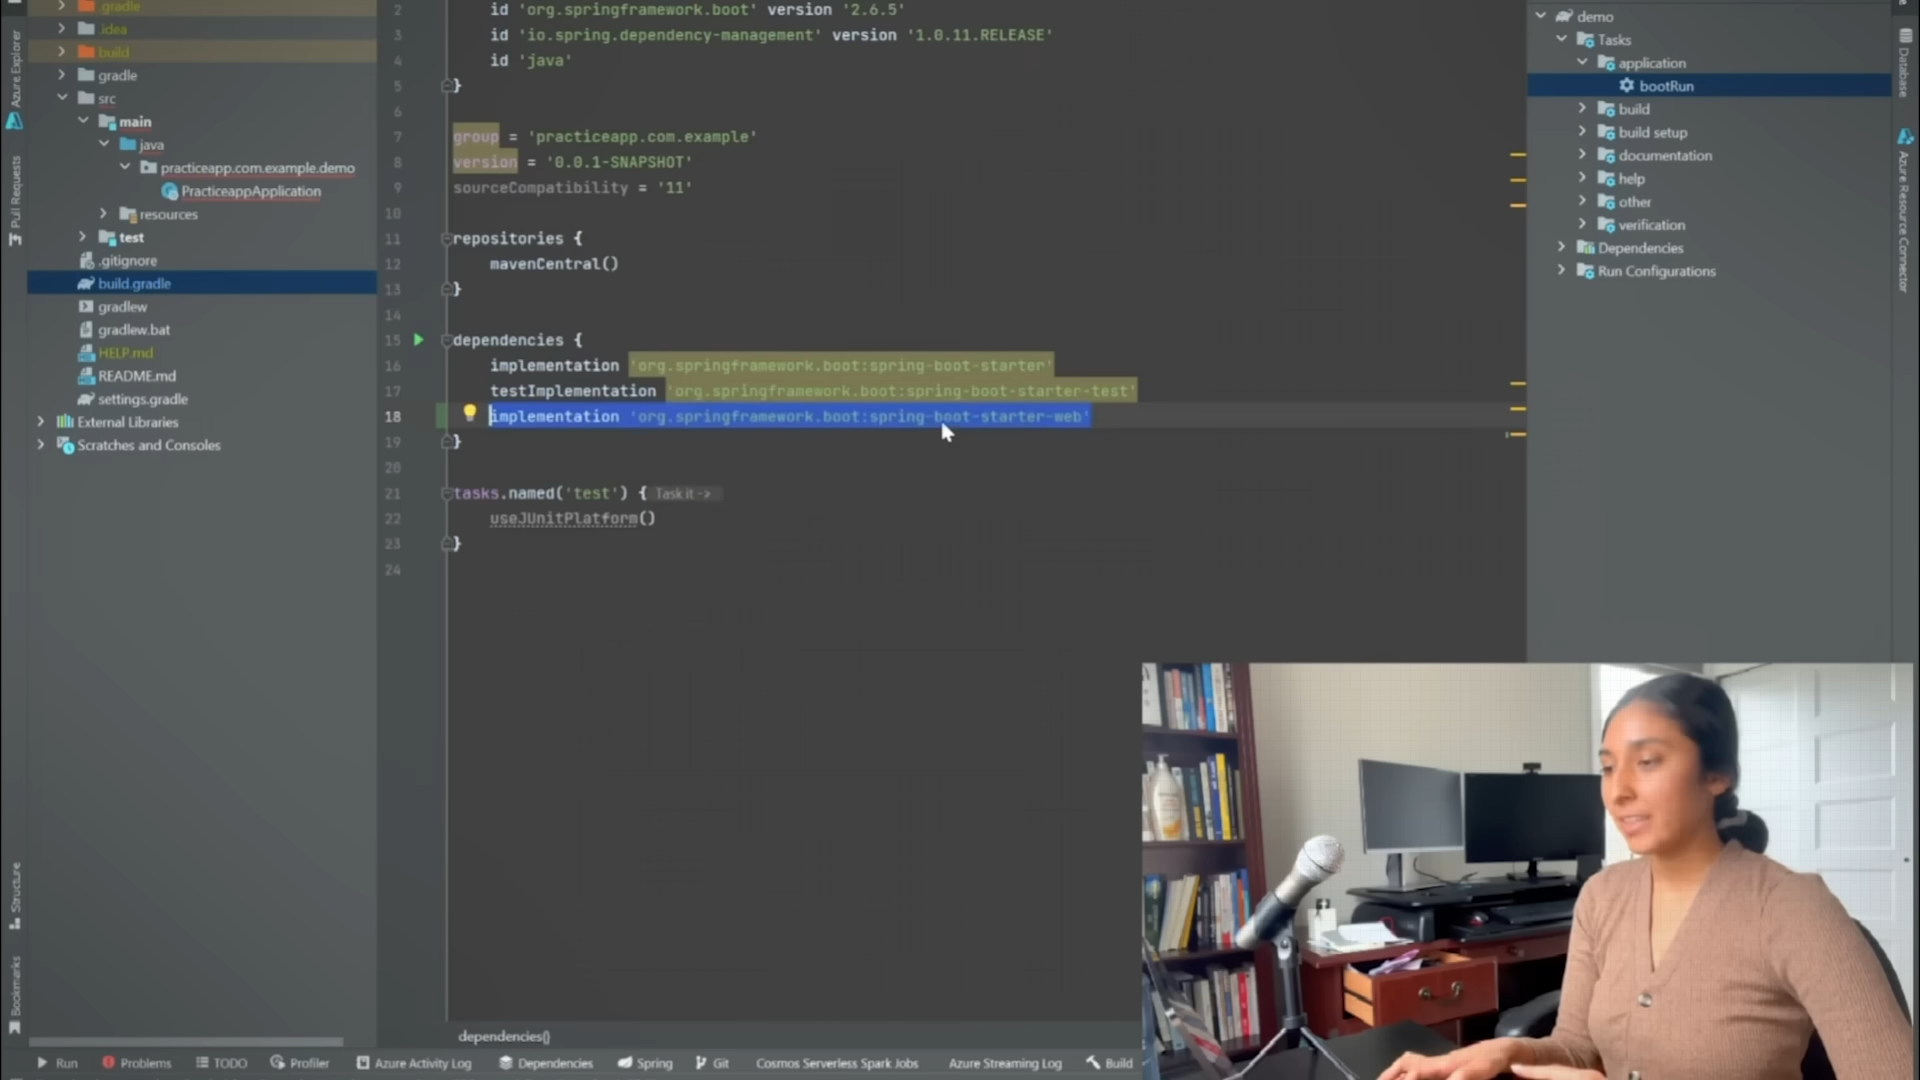 .gradle
.idea
build
gradle
src
main
java
practiceapp.com.example.demo
PracticeappApplication
resources
test
.gitignore
build.gradle
gradlew
gradlew.bat
HELP.md
README.md
settings.gradle
External Libraries
Scratches and Consoles
Azure Explorer
Pull Requests
Structure
Bookmarks
2 id 'org.springframework.boot' version '2.6.5'
3 id 'io.spring.dependency-management' version '1.0.11.RELEASE'
4 id 'java'
5 }
6
7 group = 'practiceapp.com.example'
8 version = '0.0.1-SNAPSHOT'
9 sourceCompatibility = '11'
10
11 repositories {
12 mavenCentral()
13 }
14
15 dependencies {
16 implementation 'org.springframework.boot:spring-boot-starter'
17 testImplementation 'org.springframework.boot:spring-boot-starter-test'
18 implementation 'org.springframework.boot:spring-boot-starter-web'
19 }
20
21 tasks.named('test') { Task it ->
22 useJUnitPlatform()
23 }
24
dependencies{}
demo
Tasks
application
bootRun
build
build setup
documentation
help
other
verification
Dependencies
Run Configurations
Database
Azure Resource Connector
Run Problems TODO Profiler Azure Activity Log Dependencies Spring Git Cosmos Serverless Spark Jobs Azure Streaming Log Build